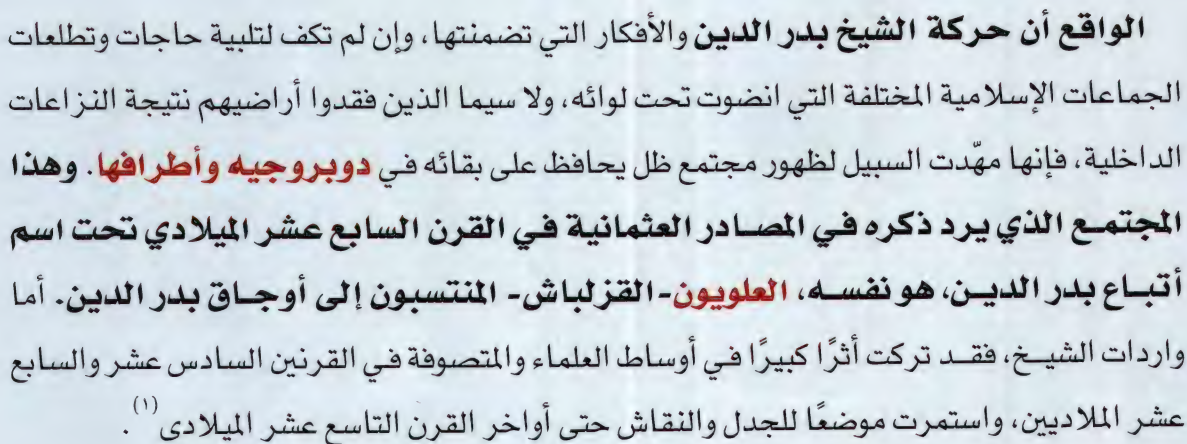 الواقع أن حركة الشيخ بدر الدين والأفكار التي تضمنتها، وإن لم تكف لتلبية حاجات وتطلعات
الجماعات الإسلامية المختلفة التي انضوت تحت لوائه، ولا سيما الذين فقدوا أراضيهم نتيجة النزاعات
الداخلية، فإنها مهّدت السبيل لظهور مجتمع ظل يحافظ على بقائه في دوبروجيه وأطرافها. وهذا
المجتمع الذي يرد ذكره في المصادر العثمانية في القرن السابع عشر الميلادي تحت اسم
أتباع بدر الدين، هو نفسه، العلويون- القزلباش- المنتسبون إلى أوجاق بدر الدين. أما
واردات الشيخ، فقد تركت أثرًا كبيرًا في أوساط العلماء والمتصوفة في القرنين السادس عشر والسابع
عشر الملاديين، واستمرت موضعًا للجدل والنقاش حتى أواخر القرن التاسع عشر الميلادى (١).